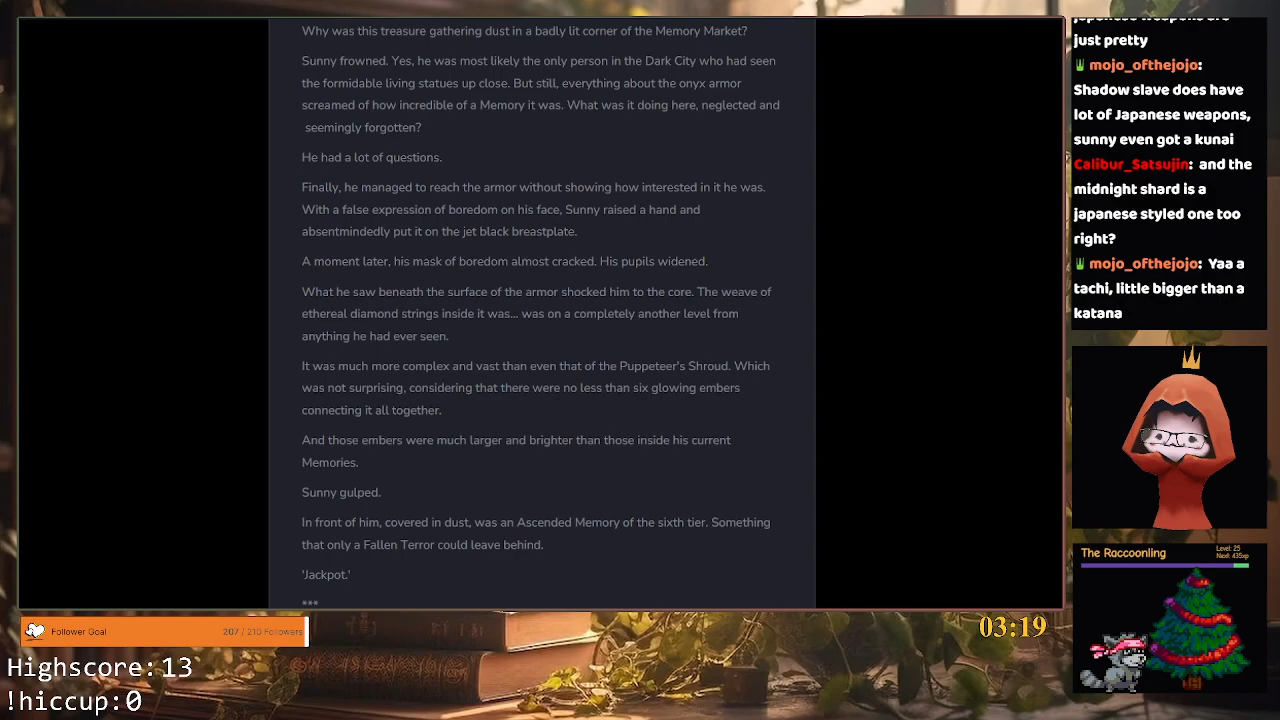 Why was this treasure gathering dust in a badly lit corner of the Memory Market?
Sunny frowned. Yes, he was most likely the only person in the Dark City who had seen
the formidable living statues up close. But still, everything about the onyx armor
screamed of how incredible of a Memory it was. What was it doing here, neglected and
seemingly forgotten?
He had a lot of questions.
Finally, he managed to reach the armor without showing how interested in it he was.
With a false expression of boredom on his face, Sunny raised a hand and
absentmindedly put it on the jet black breastplate.
A moment later, his mask of boredom almost cracked. His pupils widened.
What he saw beneath the surface of the armor shocked him to the core. The weave of
ethereal diamond strings inside it was... was on a completely another level from
anything he had ever seen.
It was much more complex and vast than even that of the Puppeteer's Shroud. Which
was not surprising, considering that there were no less than six glowing embers
connecting it all together.
And those embers were much larger and brighter than those inside his current
Memories.
Sunny gulped.
In front of him, covered in dust, was an Ascended Memory of the sixth tier. Something
that only a Fallen Terror could leave behind.
'Jackpot.'
***
just pretty
mojo_ofthejojo:
Shadow slave does have
lot of Japanese weapons,
sunny even got a kunai
Calibur_Satsujin: and the
midnight shard is a
japanese styled one too
right?
mojo_ofthejojo: Yaa a
tachi, little bigger than a
katana
The Raccoonling
Level: 25
Next: 435xp
Follower Goal
207 / 210 Followers
03:19
Highscore:13
!hiccup:0